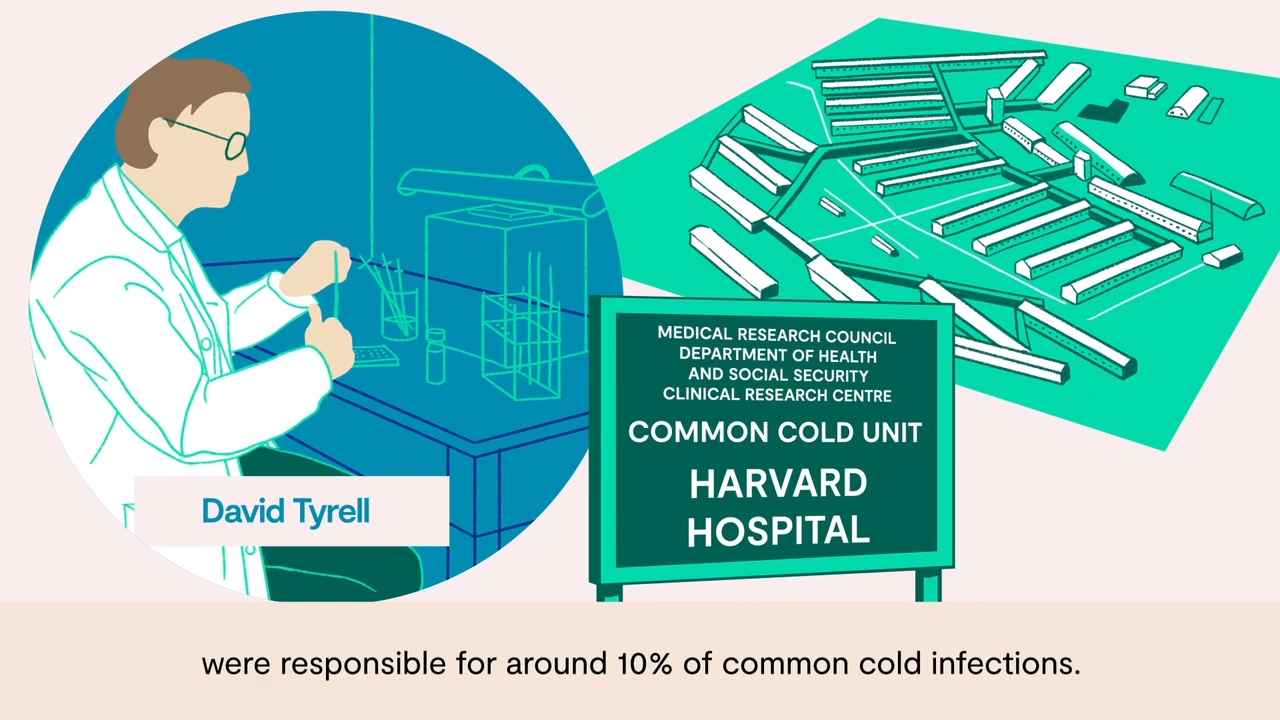 David Tyrell
MEDICAL RESEARCH COUNCIL
DEPARTMENT OF HEALTH
AND SOCIAL SECURITY
CLINICAL RESEARCH CENTRE
COMMON COLD UNIT
HARVARD
HOSPITAL
were responsible for around 10% of common cold infections.